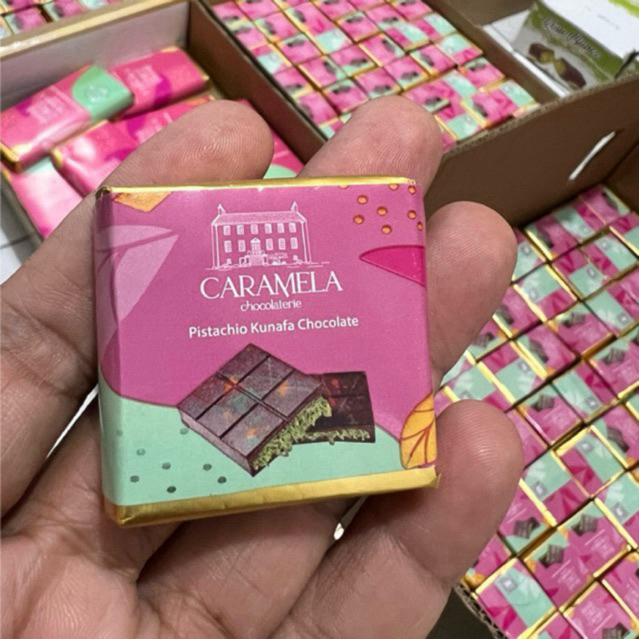 CARAMELA
chocolaterie
Pistachio Kunafa Chocolate